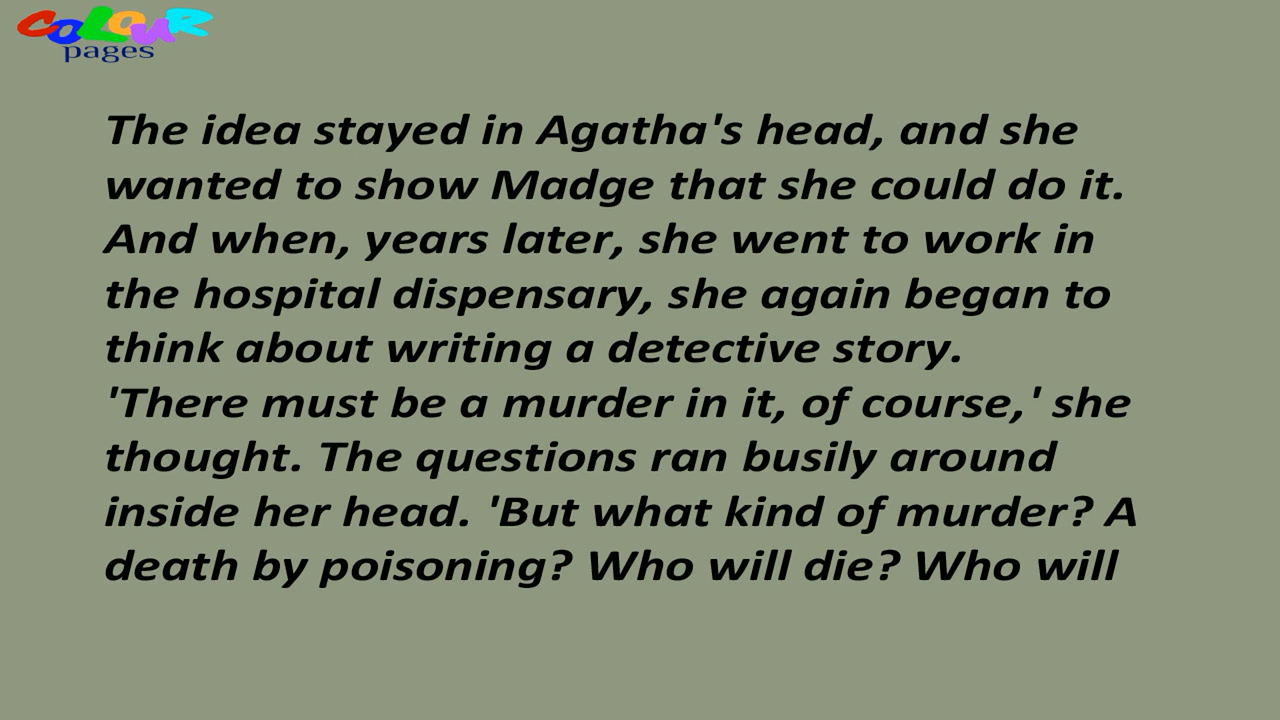 COLOUR
pages
The idea stayed in Agatha's head, and she
wanted to show Madge that she could do it.
And when, years later, she went to work in
the hospital dispensary, she again began to
think about writing a detective story.
'There must be a murder in it, of course,' she
thought. The questions ran busily around
inside her head. 'But what kind of murder? A
death by poisoning? Who will die? Who will